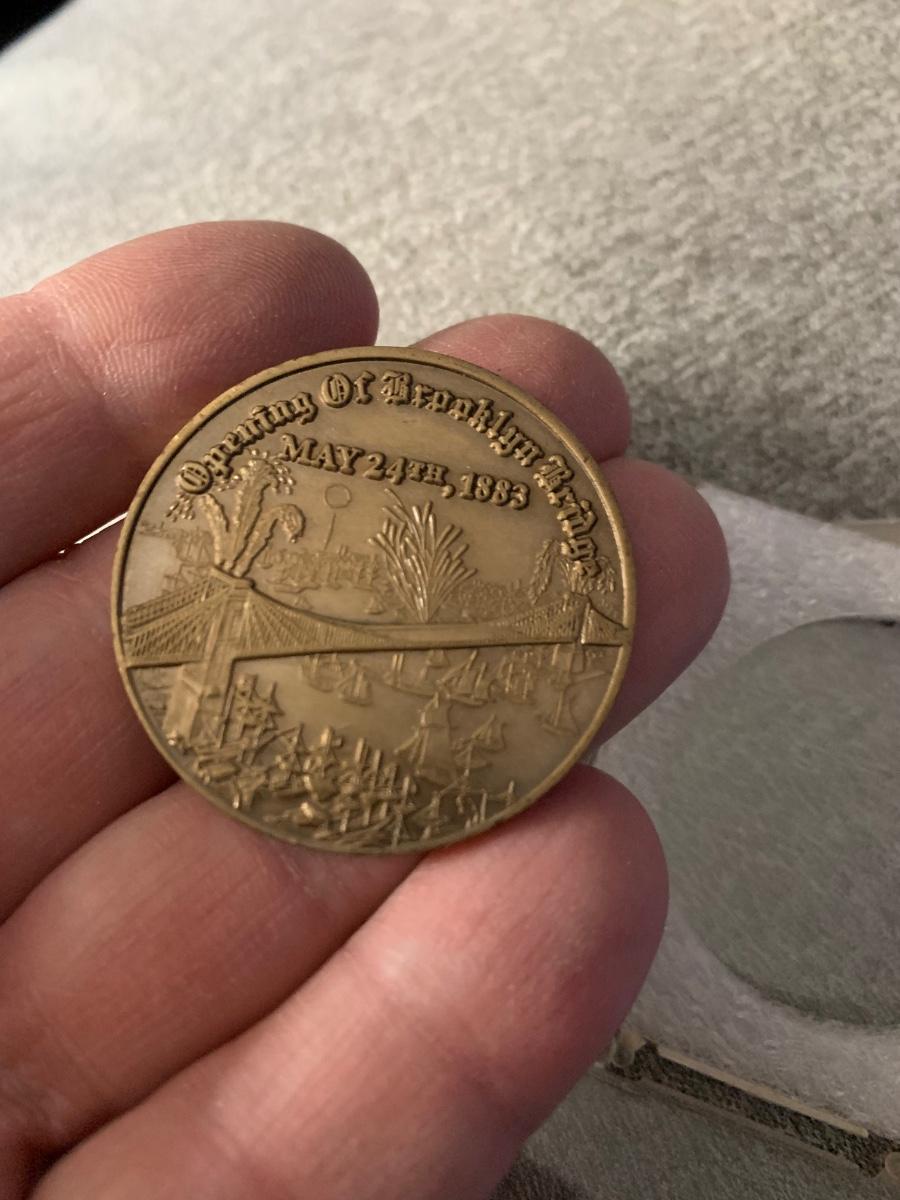 Opening Of Brooklyn Bridge
MAY 24TH, 1883